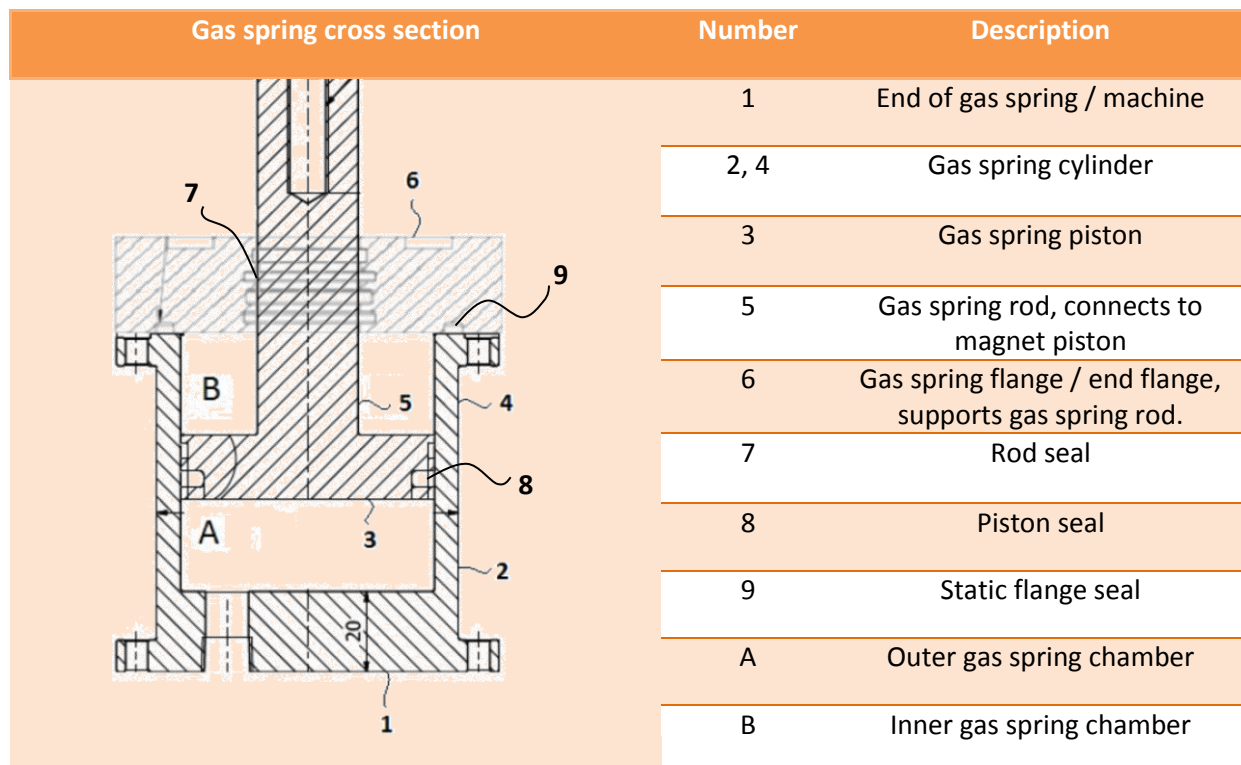 Gas spring cross section Number Description
1 End of gas spring / machine
2, 4 Gas spring cylinder
3 Gas spring piston
5 Gas spring rod, connects to
magnet piston
6 Gas spring flange / end flange,
supports gas spring rod.
7 Rod seal
8 Piston seal
9 Static flange seal
A Outer gas spring chamber
B Inner gas spring chamber
7
6
9
B
5
4
8
A
3
2
20
1